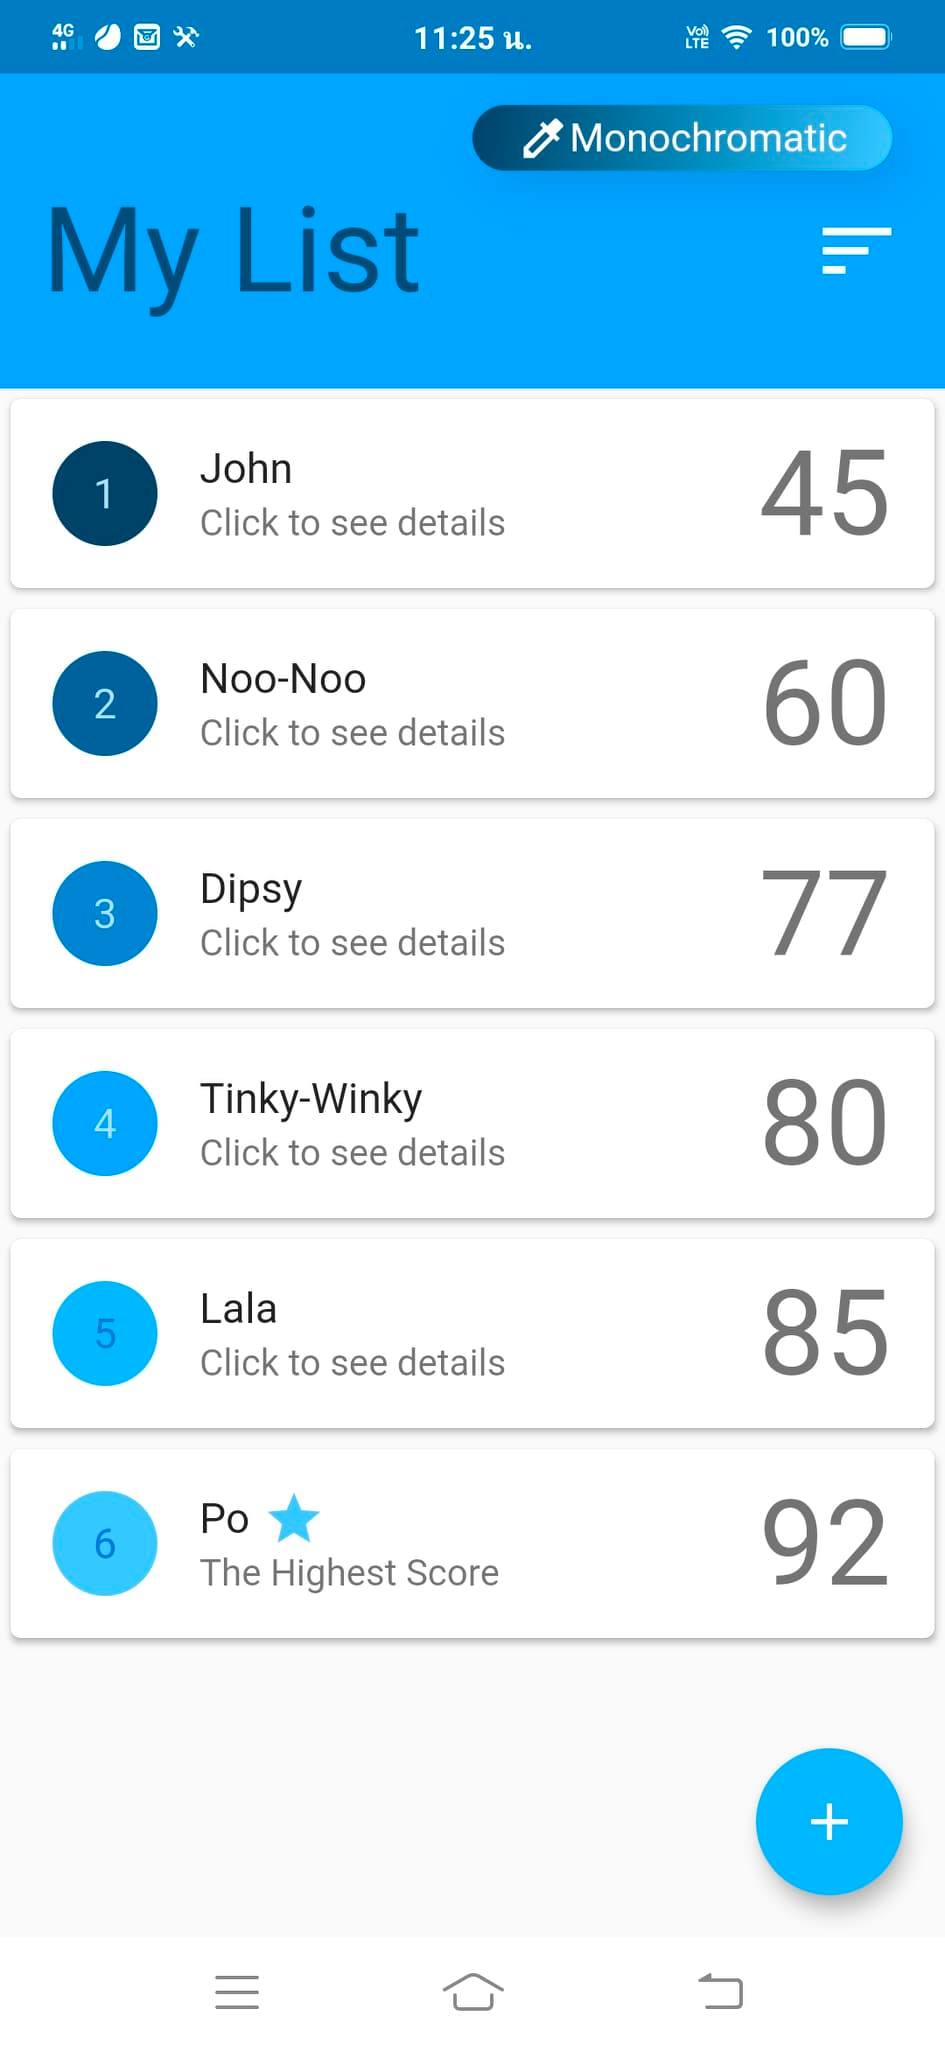 4G 11:25 น. Vo) LTE 100%
Monochromatic
My List
1 John 45
Click to see details
2 Noo-Noo 60
Click to see details
3 Dipsy 77
Click to see details
4 Tinky-Winky 80
Click to see details
5 Lala 85
Click to see details
6 Po 92
The Highest Score
+